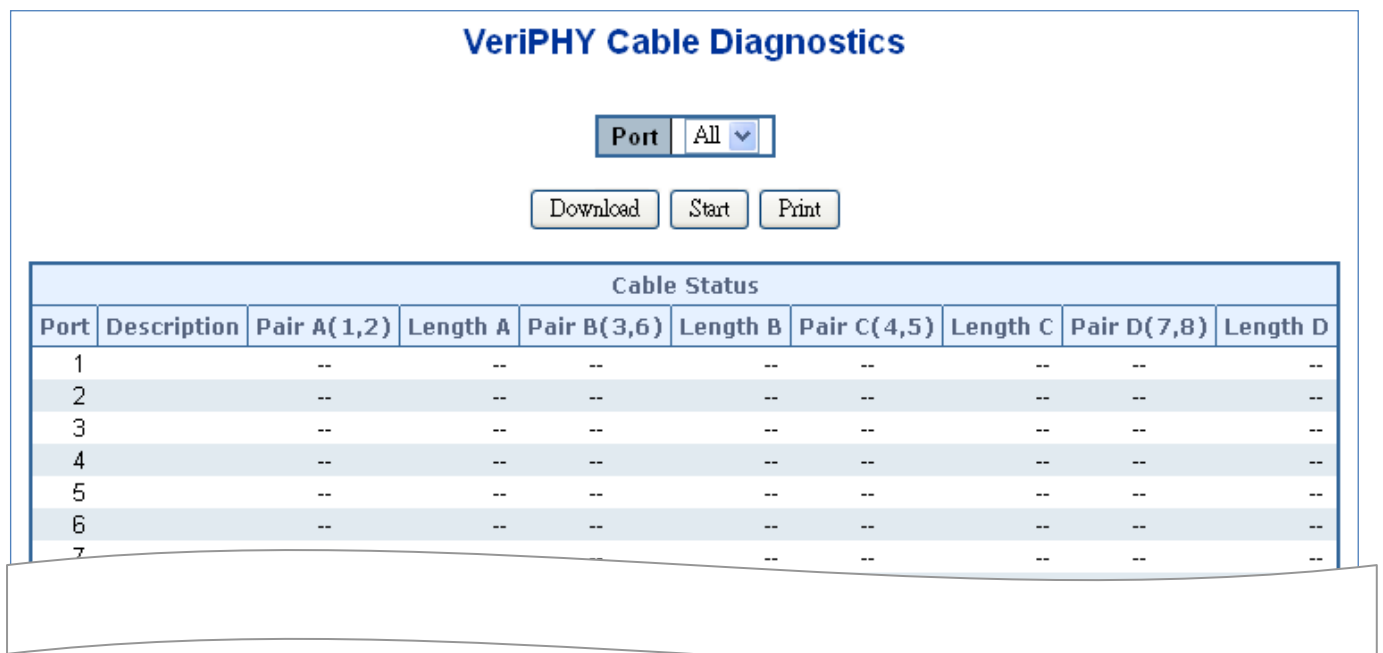 VeriPHY Cable Diagnostics
Port All
Download Start Print
Cable Status
Port Description Pair A(1,2) Length A Pair B(3,6) Length B Pair C(4,5) Length C Pair D(7,8) Length D
1 -- -- -- -- -- -- -- --
2 -- -- -- -- -- -- -- --
3 -- -- -- -- -- -- -- --
4 -- -- -- -- -- -- -- --
5 -- -- -- -- -- -- -- --
6 -- -- -- -- -- -- -- --
7 -- -- -- -- -- --